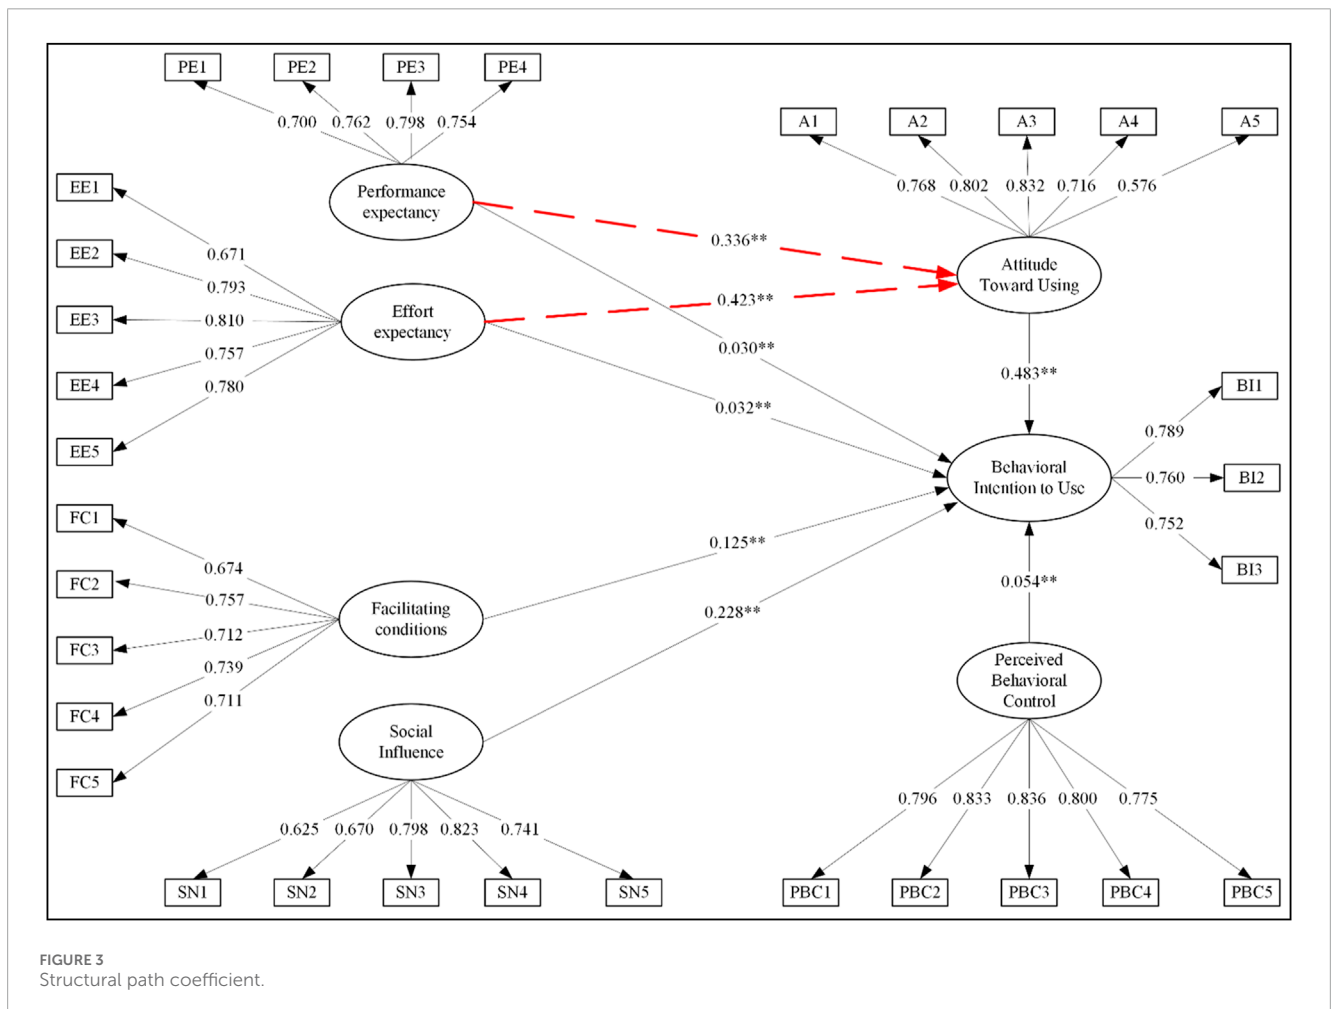 PE1 PE2 PE3 PE4
0.700 0.762 0.798 0.754
A1 A2 A3 A4 A5
0.768 0.802 0.832 0.716 0.576
Performance
expectancy
EE1
EE2
EE3
EE4
EE5
0.671
0.793
0.810
0.757
0.780
Effort
expectancy
0.336**
0.423**
0.030**
0.032**
Attitude
Toward Using
0.483**
Behavioral
Intention to Use
BI1
BI2
BI3
0.789
0.760
0.752
FC1
FC2
FC3
FC4
FC5
0.674
0.757
0.712
0.739
0.711
Facilitating
conditions
0.125**
0.228**
0.054**
Social
Influence
Perceived
Behavioral
Control
0.625 0.670 0.798 0.823 0.741
SN1 SN2 SN3 SN4 SN5
0.796 0.833 0.836 0.800 0.775
PBC1 PBC2 PBC3 PBC4 PBC5
FIGURE 3
Structural path coefficient.